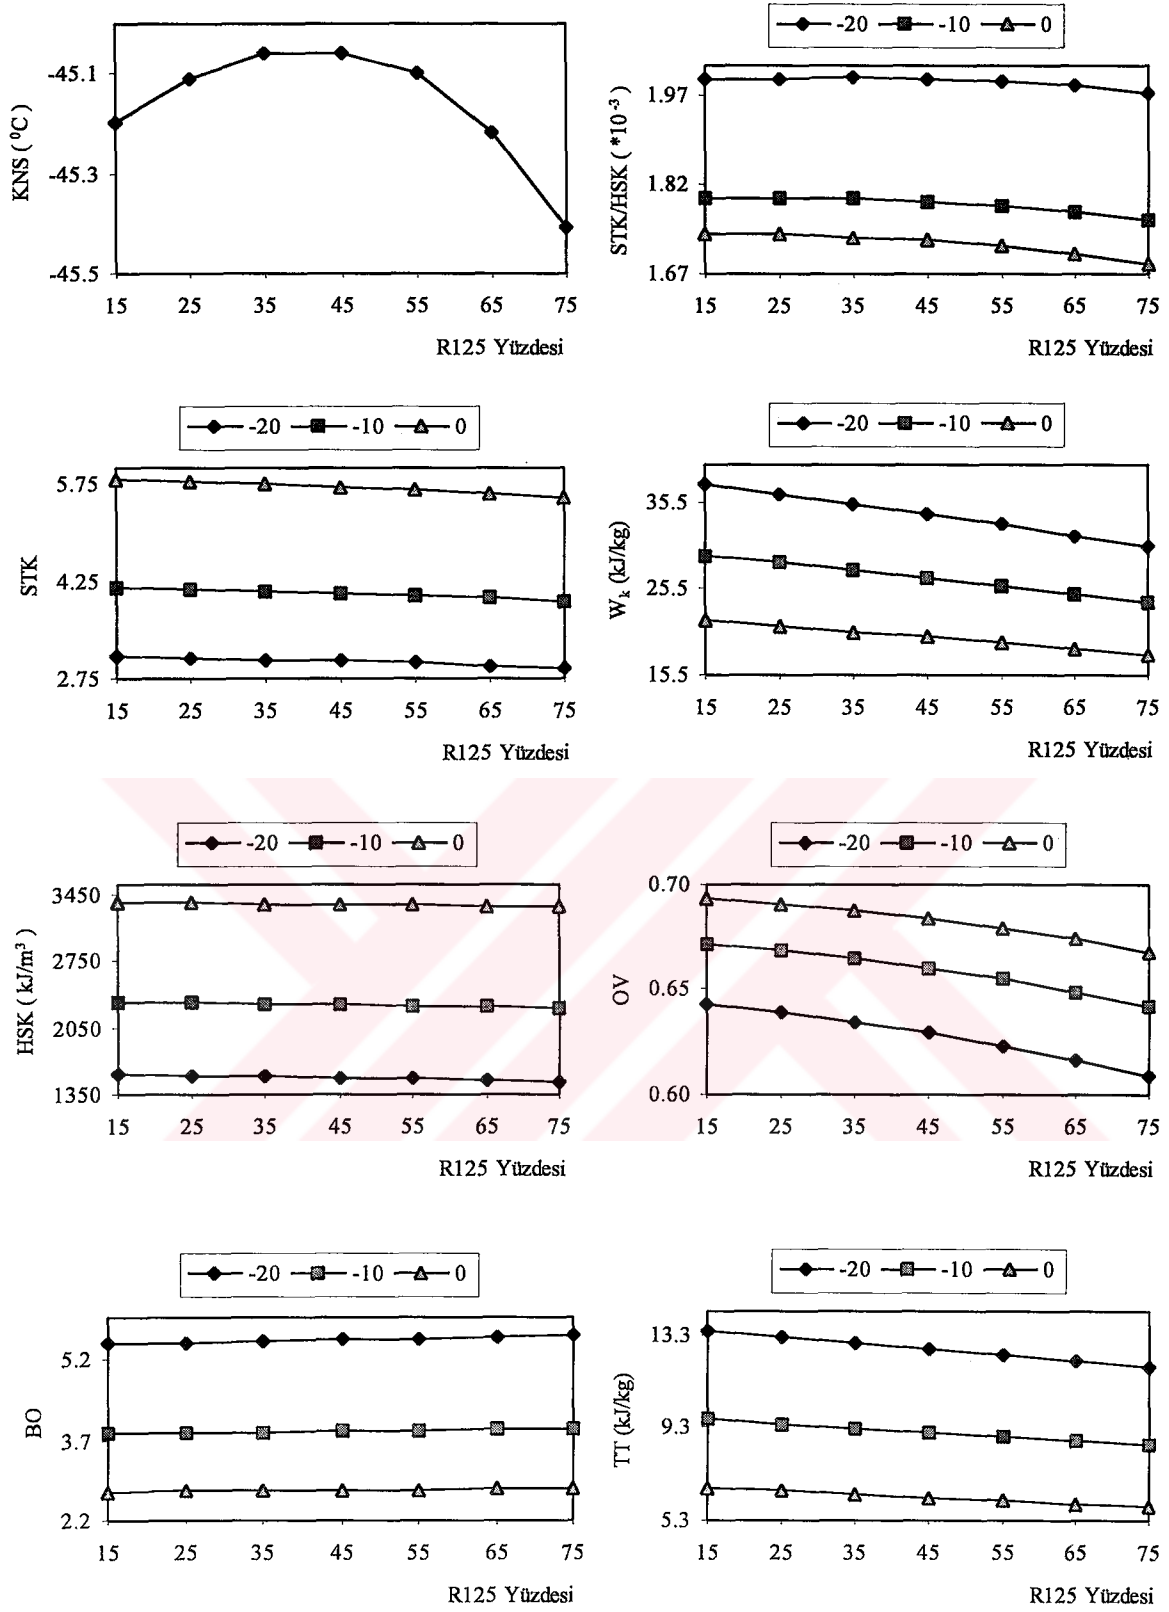 -45.1
-45.3
-45.5
KNS ( ⁰C )
15 25 35 45 55 65 75
R125 Yüzdesi
-20 -10 0
1.97
1.82
1.67
STK/HSK ( *10⁻³ )
15 25 35 45 55 65 75
R125 Yüzdesi
-20 -10 0
5.75
4.25
2.75
STK
15 25 35 45 55 65 75
R125 Yüzdesi
-20 -10 0
35.5
25.5
15.5
Wₖ (kJ/kg)
15 25 35 45 55 65 75
R125 Yüzdesi
-20 -10 0
3450
2750
2050
1350
HSK ( kJ/m³ )
15 25 35 45 55 65 75
R125 Yüzdesi
-20 -10 0
0.70
0.65
0.60
OV
15 25 35 45 55 65 75
R125 Yüzdesi
-20 -10 0
5.2
3.7
2.2
BO
15 25 35 45 55 65 75
R125 Yüzdesi
-20 -10 0
13.3
9.3
5.3
TT (kJ/kg)
15 25 35 45 55 65 75
R125 Yüzdesi